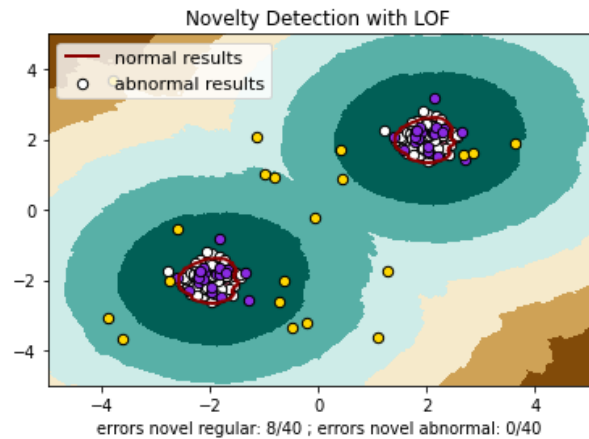 Novelty Detection with LOF
normal results
abnormal results
4
2
0
−2
−4
−4 −2 0 2 4
errors novel regular: 8/40 ; errors novel abnormal: 0/40